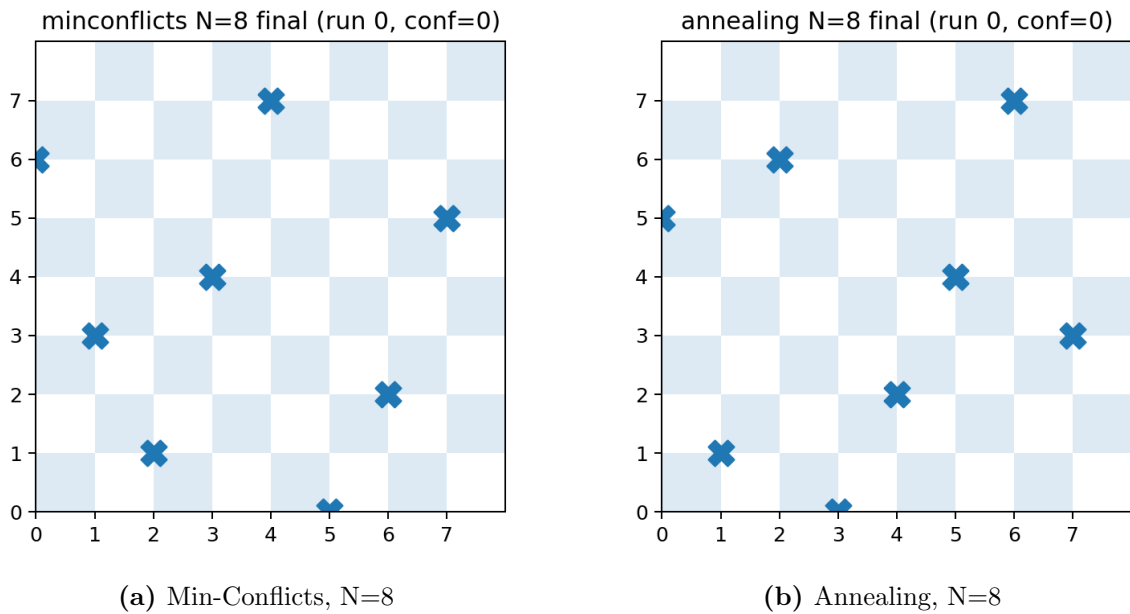 minconflicts N=8 final (run 0, conf=0)
7
6
5
4
3
2
1
0
0 1 2 3 4 5 6 7
(a) Min-Conflicts, N=8
annealing N=8 final (run 0, conf=0)
7
6
5
4
3
2
1
0
0 1 2 3 4 5 6 7
(b) Annealing, N=8